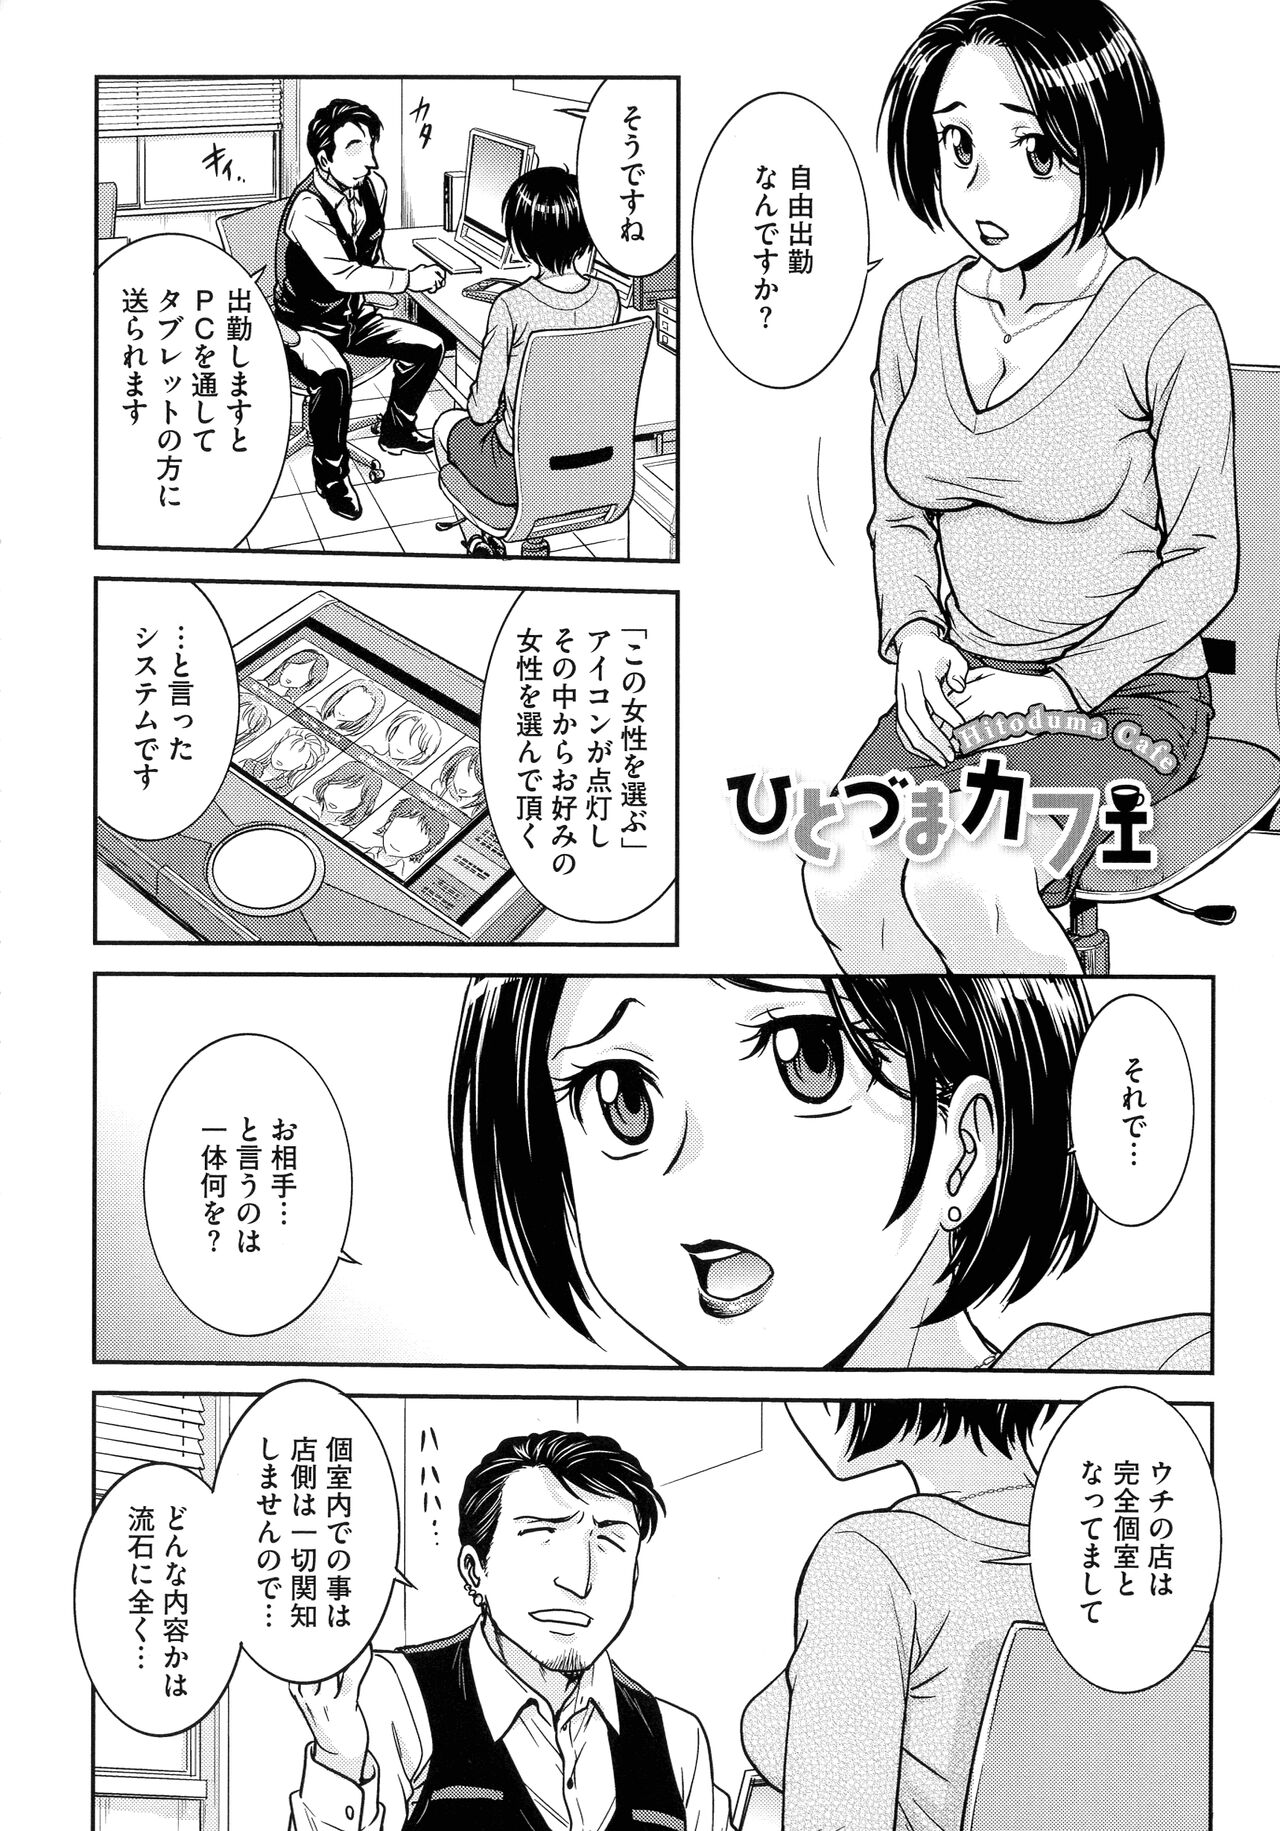 自由出勤
なんですか？
Hitoduma Cafe
ひとづまカフェ
そうですね
カタ
キィ‥
出勤しますと
ＰＣを通して
タブレットの方に
送られます
「この女性を選ぶ」
アイコンが点灯し
その中からお好みの
女性を選んで頂く
…と言った
システムです
それで…
お相手…
と言うのは
一体何を？
ウチの店は
完全個室と
なってまして
ハハハハ‥
個室内での事は
店側は一切関知
しませんので…
どんな内容かは
流石に全く…